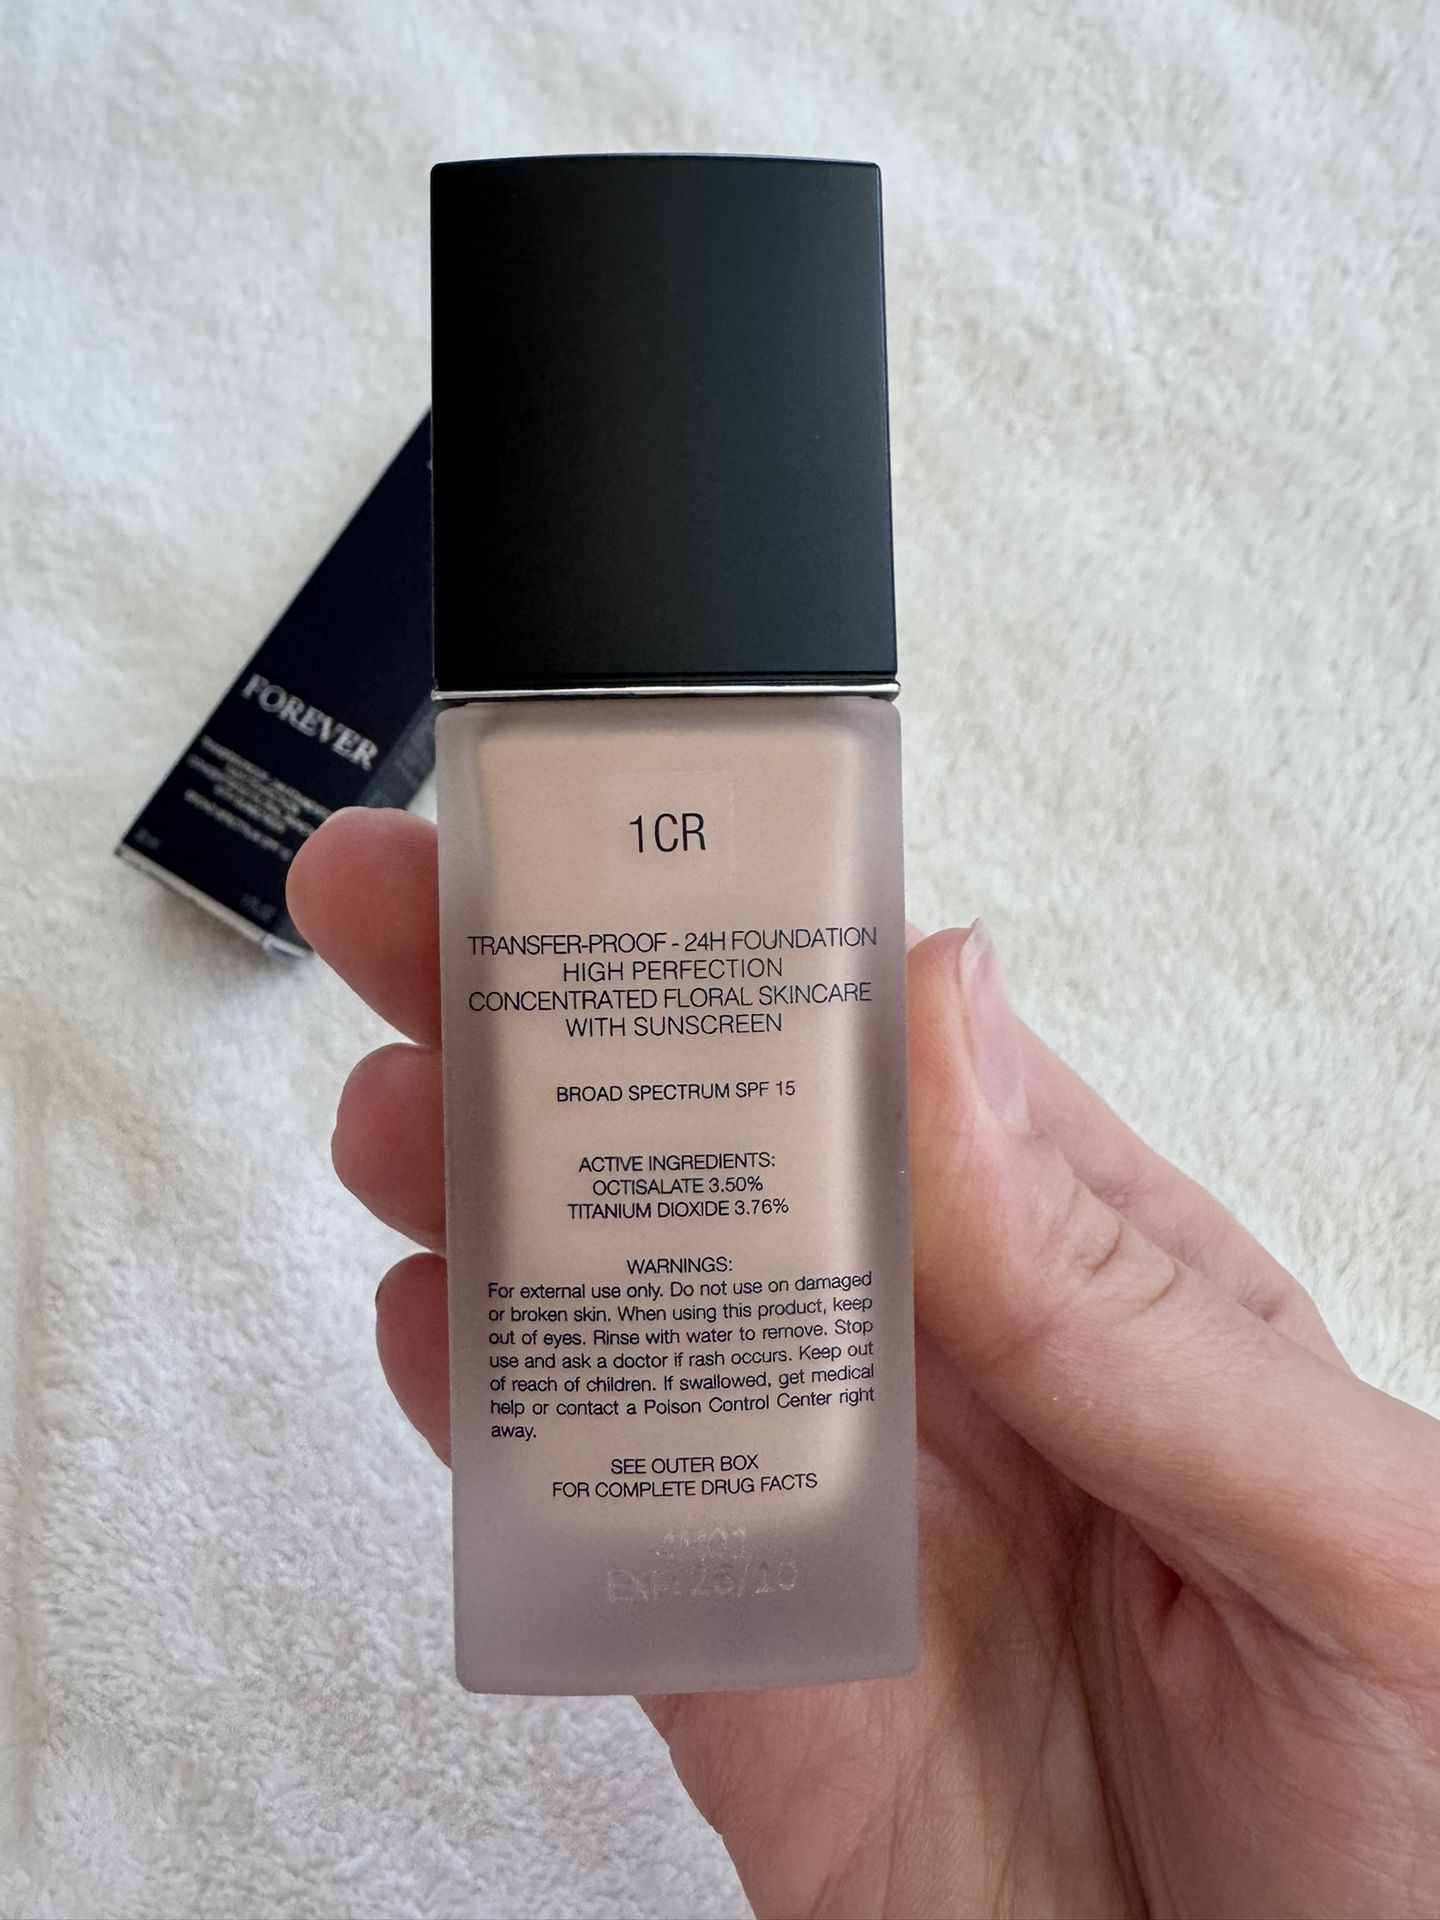 1CR
TRANSFER-PROOF - 24H FOUNDATION
HIGH PERFECTION
CONCENTRATED FLORAL SKINCARE
WITH SUNSCREEN
BROAD SPECTRUM SPF 15
ACTIVE INGREDIENTS:
OCTISALATE 3.50%
TITANIUM DIOXIDE 3.76%
WARNINGS:
For external use only. Do not use on damaged
or broken skin. When using this product, keep
out of eyes. Rinse with water to remove. Stop
use and ask a doctor if rash occurs. Keep out
of reach of children. If swallowed, get medical
help or contact a Poison Control Center right
away.
SEE OUTER BOX
FOR COMPLETE DRUG FACTS
FOREVER